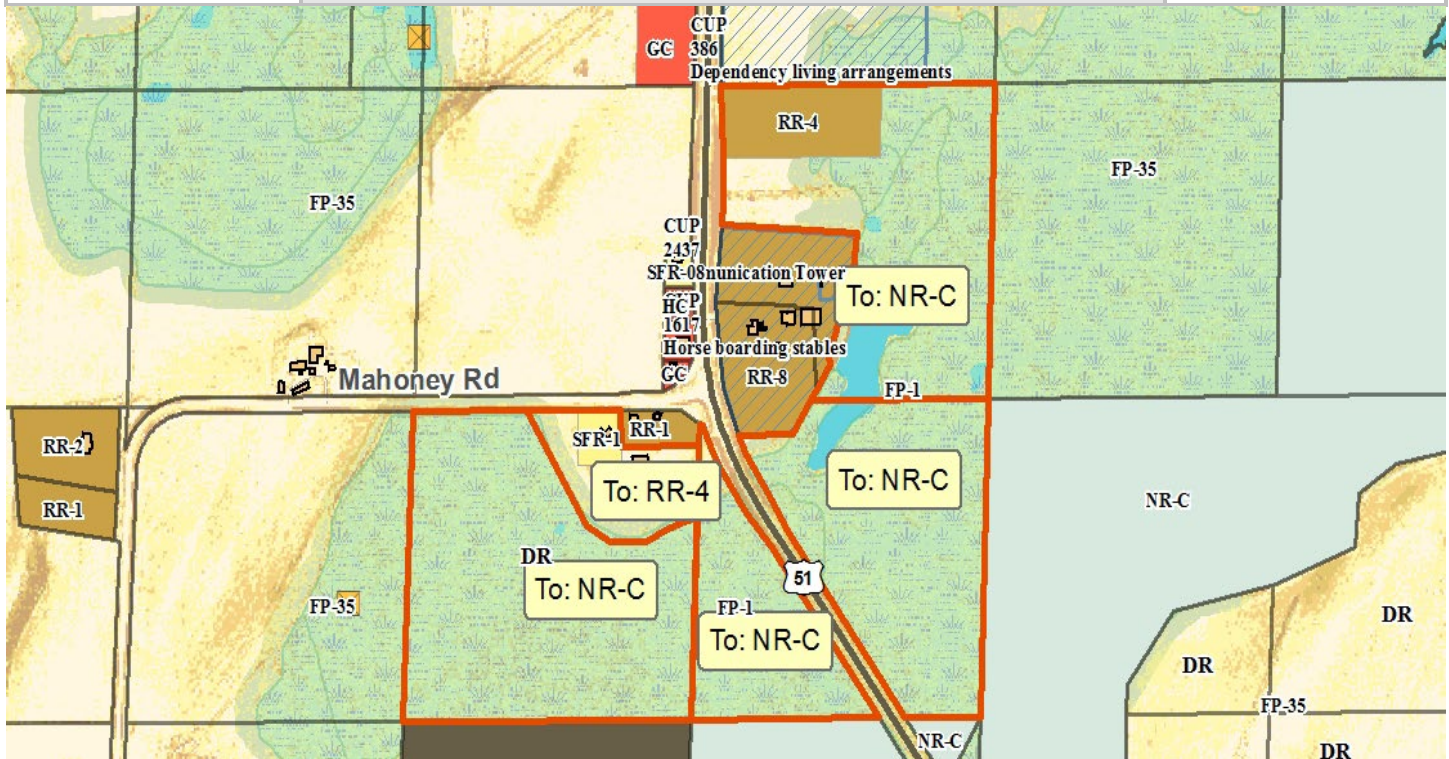 CUP
386
GC
Dependency living arrangements
RR-4
FP-35
FP-35
CUP
2437
SFR-08nunication Tower
To: NR-C
HC
1617
Horse boarding stables
RR-8
GC
FP-1
Mahoney Rd
RR-2
RR-1
SFR-1
RR-1
To: RR-4
To: NR-C
NR-C
DR
To: NR-C
51
FP-35
FP-1
To: NR-C
DR
DR
FP-35
NR-C
DR